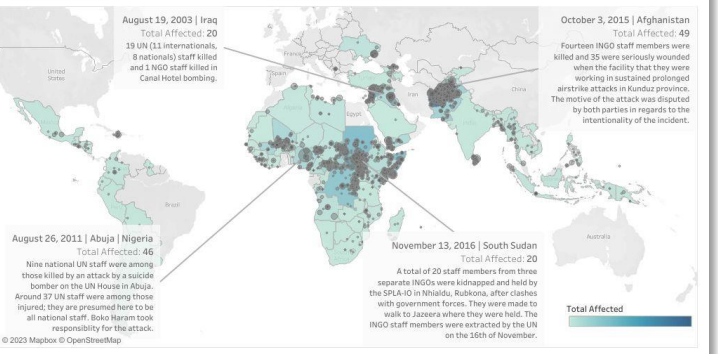 August 19, 2003 | Iraq
Total Affected: 20
19 UN (11 internationals,
8 nationals) staff killed
and 1 NGO staff killed in
Canal Hotel bombing.
October 3, 2015 | Afghanistan
Total Affected: 49
Fourteen INGO staff members were
killed and 35 were seriously wounded
when the facility that they were
working in sustained prolonged
airstrike attacks in Kunduz province.
The motive of the attack was disputed
by both parties in regards to the
intentionality of the incident.
United
States
France
Spain
Iran
China
Algeria
Egypt
Brazil
Australia
August 26, 2011 | Abuja | Nigeria
Total Affected: 46
Nine national UN staff were among
those killed by an attack by a suicide
bomber on the UN House in Abuja.
Around 37 UN staff were among those
injured; they are presumed here to be
all national staff. Boko Haram took
responsiblity for the attack.
November 13, 2016 | South Sudan
Total Affected: 20
A total of 20 staff members from three
separate INGOs were kidnapped and held by
the SPLA-IO in Nhialdu, Rubkona, after clashes
with government forces. They were made to
walk to Jazeera where they were held. The
INGO staff members were extracted by the UN
on the 16th of November.
Total Affected
© 2023 Mapbox © OpenStreetMap